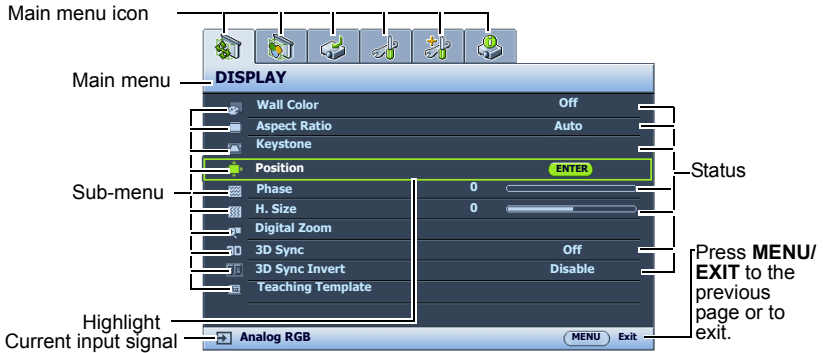 Main menu icon
Main menu
DISPLAY
Wall Color Off
Aspect Ratio Auto
Keystone
Position ENTER
Sub-menu
Phase 0
H. Size 0
Digital Zoom
3D Sync Off
3D Sync Invert Disable
Teaching Template
Status
Press MENU/
EXIT to the
previous
page or to
exit.
Highlight
Current input signal
Analog RGB MENU Exit